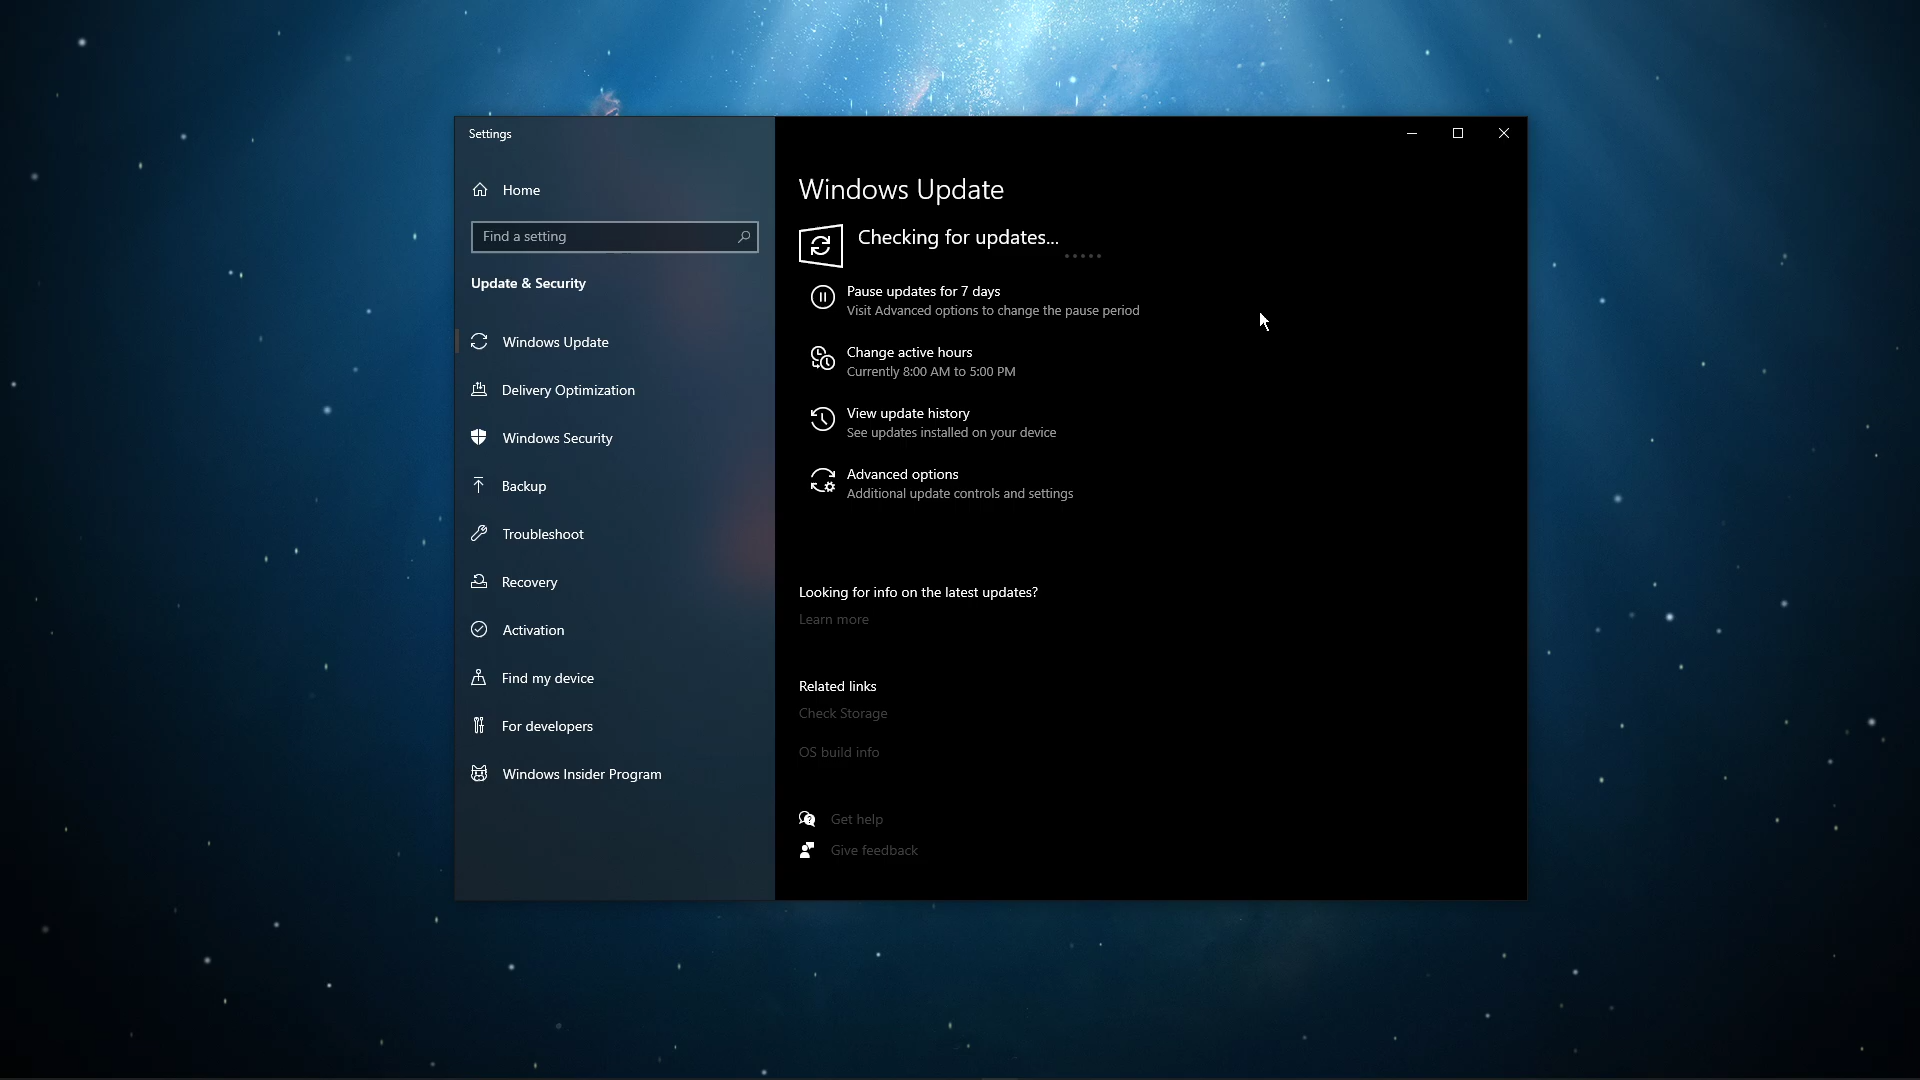 Settings
Home
Find a setting
Update & Security
Windows Update
Delivery Optimization
Windows Security
Backup
Troubleshoot
Recovery
Activation
Find my device
For developers
Windows Insider Program
Windows Update
Checking for updates...
Pause updates for 7 days
Visit Advanced options to change the pause period
Change active hours
Currently 8:00 AM to 5:00 PM
View update history
See updates installed on your device
Advanced options
Additional update controls and settings
Looking for info on the latest updates?
Learn more
Related links
Check Storage
OS build info
Get help
Give feedback